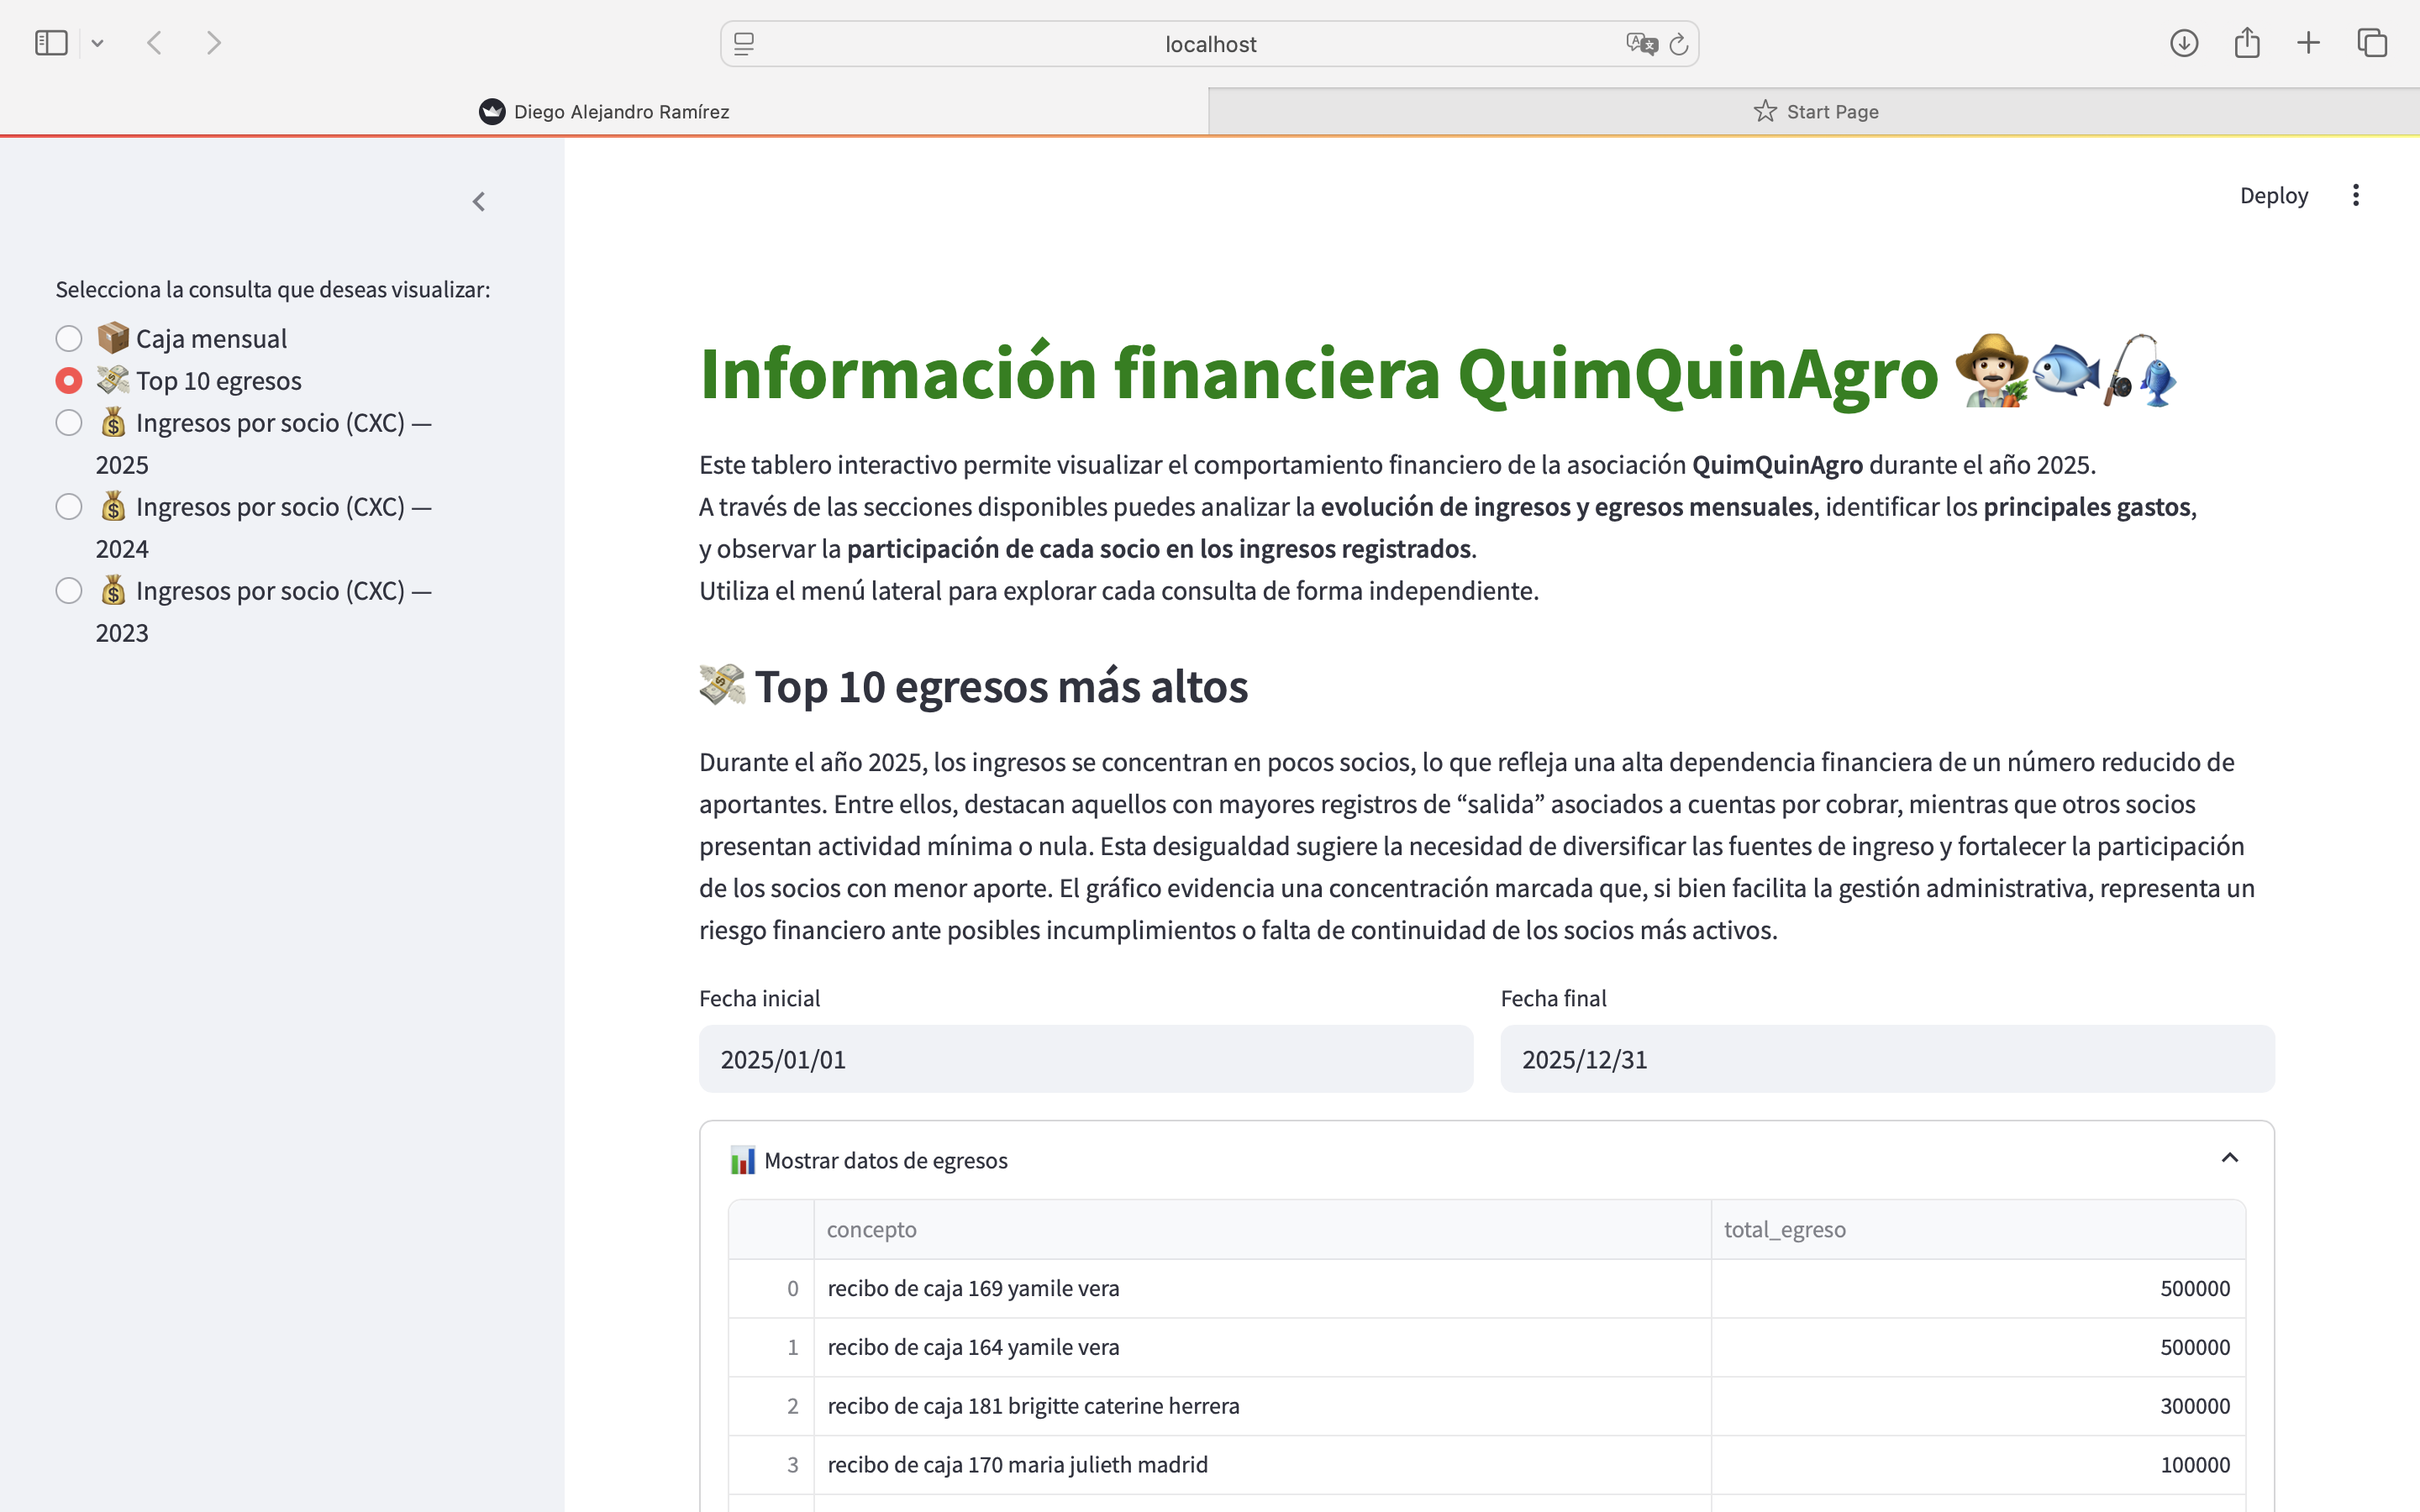 localhost
Diego Alejandro Ramírez
Start Page
Deploy
Selecciona la consulta que deseas visualizar:
Caja mensual
Top 10 egresos
Ingresos por socio (CXC) —
2025
Ingresos por socio (CXC) —
2024
Ingresos por socio (CXC) —
2023
Información financiera QuimQuinAgro
Este tablero interactivo permite visualizar el comportamiento financiero de la asociación QuimQuinAgro durante el año 2025.
A través de las secciones disponibles puedes analizar la evolución de ingresos y egresos mensuales, identificar los principales gastos,
y observar la participación de cada socio en los ingresos registrados.
Utiliza el menú lateral para explorar cada consulta de forma independiente.
Top 10 egresos más altos
Durante el año 2025, los ingresos se concentran en pocos socios, lo que refleja una alta dependencia financiera de un número reducido de
aportantes. Entre ellos, destacan aquellos con mayores registros de “salida” asociados a cuentas por cobrar, mientras que otros socios
presentan actividad mínima o nula. Esta desigualdad sugiere la necesidad de diversificar las fuentes de ingreso y fortalecer la participación
de los socios con menor aporte. El gráfico evidencia una concentración marcada que, si bien facilita la gestión administrativa, representa un
riesgo financiero ante posibles incumplimientos o falta de continuidad de los socios más activos.
Fecha inicial
Fecha final
2025/01/01
2025/12/31
Mostrar datos de egresos
concepto total_egreso
0 recibo de caja 169 yamile vera 500000
1 recibo de caja 164 yamile vera 500000
2 recibo de caja 181 brigitte caterine herrera 300000
3 recibo de caja 170 maria julieth madrid 100000